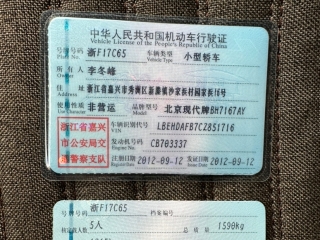 中华人民共和国机动车行驶证
Vehicle License of the People's Republic of China
号牌号码 浙F17C65 车辆类型 小型轿车
所有人 李冬峰
住址 浙江省嘉兴市秀洲区新塍镇沙家浜村
使用性质 非营运 品牌型号 北京现代牌BH7167AY
浙江省嘉兴市公安局交通警察支队
车辆识别代号 LBEHDAFB7CZ851716
发动机号码 CB703337
注册日期 2012-09-12 发证日期 2012-09-12
号牌号码 浙F17C65 档案编号
核定载人数 5人 总质量 1590kg